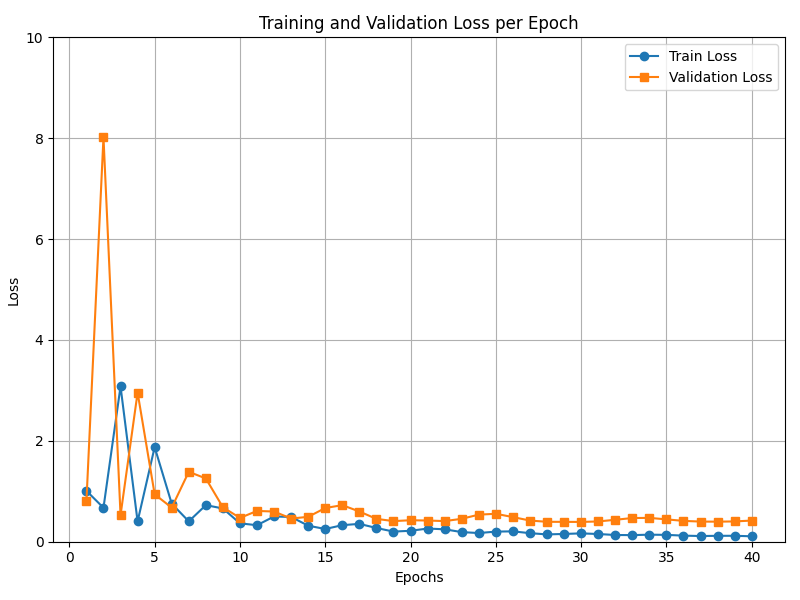 Training and Validation Loss per Epoch
Train Loss
Validation Loss
Loss
10
8
6
4
2
0
0 5 10 15 20 25 30 35 40
Epochs